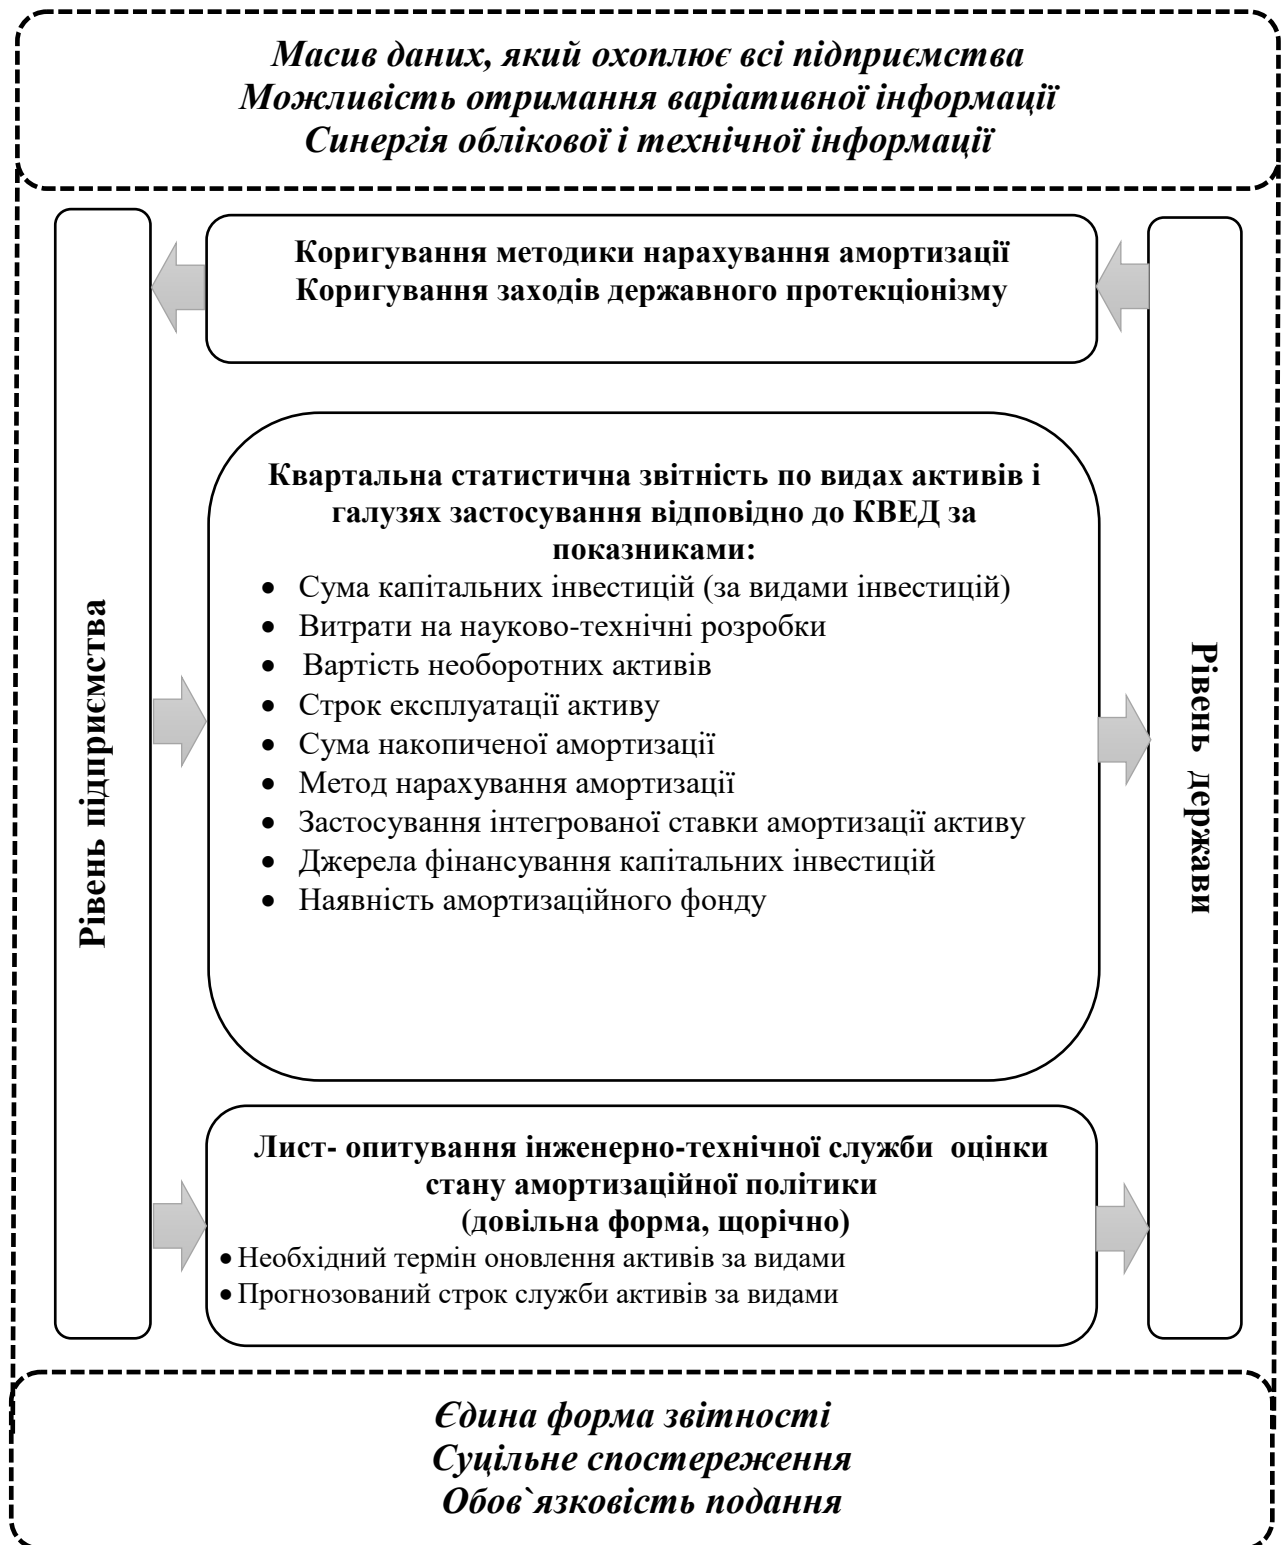 Масив даних, який охоплює всі підприємства
Можливість отримання варіативної інформації
Синергія облікової і технічної інформації
Рівень підприємства
Коригування методики нарахування амортизації
Коригування заходів державного протекціонізму
Квартальна статистична звітність по видах активів і
галузях застосування відповідно до КВЕД за
показниками:
• Сума капітальних інвестицій (за видами інвестицій)
• Витрати на науково-технічні розробки
• Вартість необоротних активів
• Строк експлуатації активу
• Сума накопиченої амортизації
• Метод нарахування амортизації
• Застосування інтегрованої ставки амортизації активу
• Джерела фінансування капітальних інвестицій
• Наявність амортизаційного фонду
Лист- опитування інженерно-технічної служби оцінки
стану амортизаційної політики
(довільна форма, щорічно)
• Необхідний термін оновлення активів за видами
• Прогнозований строк служби активів за видами
Рівень держави
Єдина форма звітності
Суцільне спостереження
Обов`язковість подання